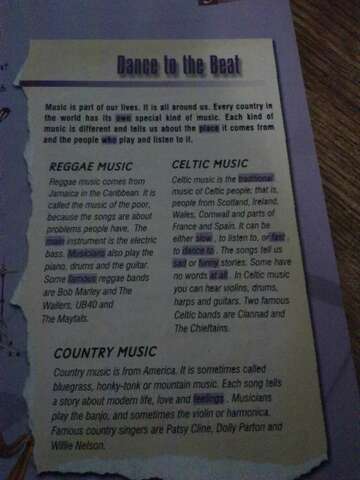 Dance to the Beat
Music is part of our lives. It is all around us. Every country in
the world has its own special kind of music. Each kind of
music is different and tells us about the place it comes from
and the people who play and listen to it.
REGGAE MUSIC
Reggae music comes from
Jamaica in the Caribbean. It is
called the music of the poor,
because the songs are about
problems people have. The
main instrument is the electric
bass. Musicians also play the
piano, drums and the guitar.
Some famous reggae bands
are Bob Marley and The
Wailers, UB40 and
The Maytals.
CELTIC MUSIC
Celtic music is the traditional
music of Celtic people; that is,
people from Scotland, Ireland,
Wales, Cornwall and parts of
France and Spain. It can be
either slow, to listen to, or fast,
to dance to. The songs tell us
sad or funny stories. Some have
no words at all. In Celtic music
you can hear violins, drums,
harps and guitars. Two famous
Celtic bands are Clannad and
The Chieftains.
COUNTRY MUSIC
Country music is from America. It is sometimes called
bluegrass, honky-tonk or mountain music. Each song tells
a story about modern life, love and feelings. Musicians
play the banjo, and sometimes the violin or harmonica.
Famous country singers are Patsy Cline, Dolly Parton and
Willie Nelson.